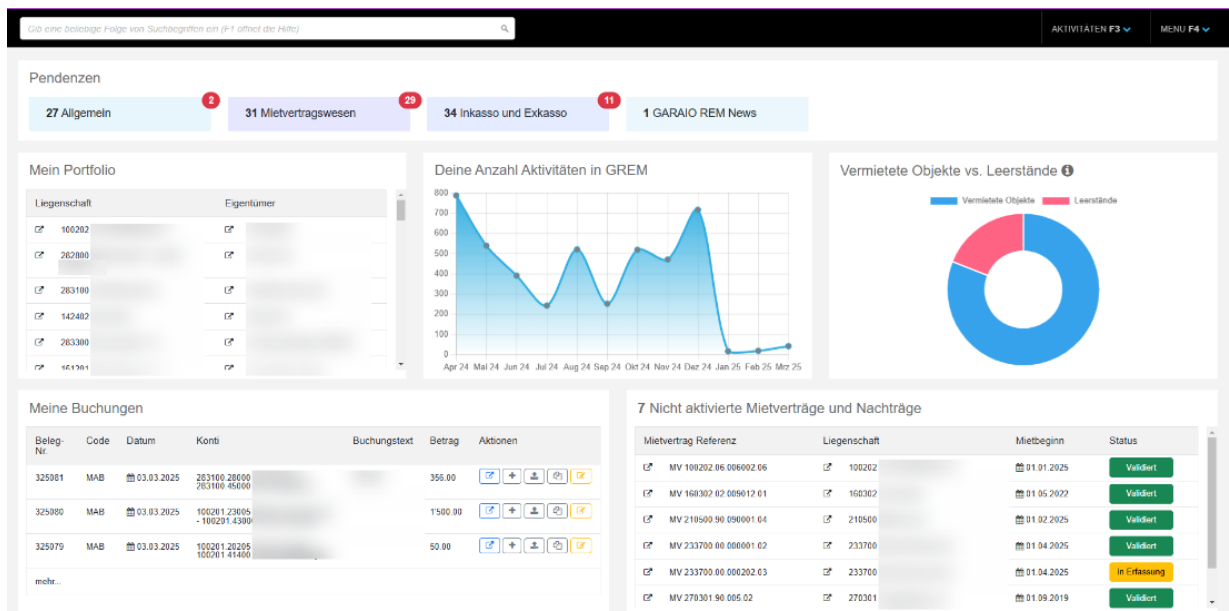 Gib eine beliebige Folge von Suchbegriffen ein (F1 öffnet die Hilfe)
AKTIVITÄTEN F3
MENU F4
Pendenzen
27 Allgemein
2
31 Mietvertragswesen
29
34 Inkasso und Exkasso
11
1 GARAIO REM News
Mein Portfolio
Liegenschaft Eigentümer
100202
282800
283100
142402
283300
161201
Deine Anzahl Aktivitäten in GREM
800
700
600
500
400
300
200
100
0
Apr 24 Mai 24 Jun 24 Jul 24 Aug 24 Sep 24 Okt 24 Nov 24 Dez 24 Jan 25 Feb 25 Mrz 25
Vermietete Objekte vs. Leerstände
Vermietete Objekte Leerstände
Meine Buchungen
Beleg-Nr. Code Datum Konti Buchungstext Betrag Aktionen
325081 MAB 03.03.2025 283100.28000 356.00
283100.45000
325080 MAB 03.03.2025 100201.23005 1'500.00
- 100201.4300
325079 MAB 03.03.2025 100201.20205 50.00
100201.41400
mehr...
7 Nicht aktivierte Mietverträge und Nachträge
Mietvertrag Referenz Liegenschaft Mietbeginn Status
MV 100202.06.006002.06 100202 01.01.2025 Validiert
MV 160302.02.009012.01 160302 01.05.2022 Validiert
MV 210500.90.090001.04 210500 01.02.2025 Validiert
MV 233700.00.000001.02 233700 01.04.2025 Validiert
MV 233700.00.000202.03 233700 01.04.2025 In Erfassung
MV 270301.90.005.02 270301 01.09.2019 Validiert